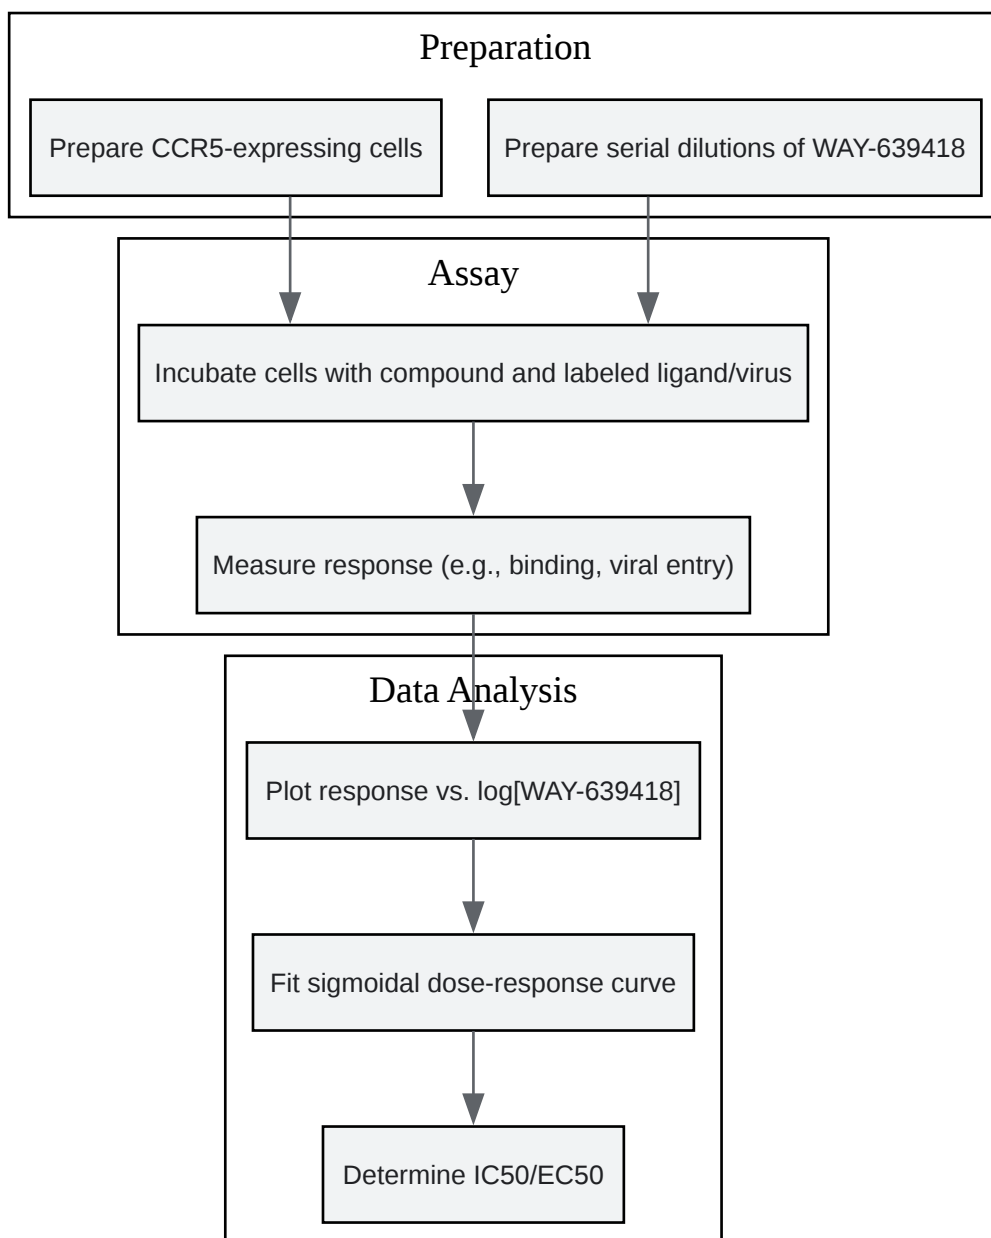 Preparation
Prepare CCR5-expressing cells
Prepare serial dilutions of WAY-639418
Assay
Incubate cells with compound and labeled ligand/virus
Measure response (e.g., binding, viral entry)
Data Analysis
Plot response vs. log[WAY-639418]
Fit sigmoidal dose-response curve
Determine IC50/EC50